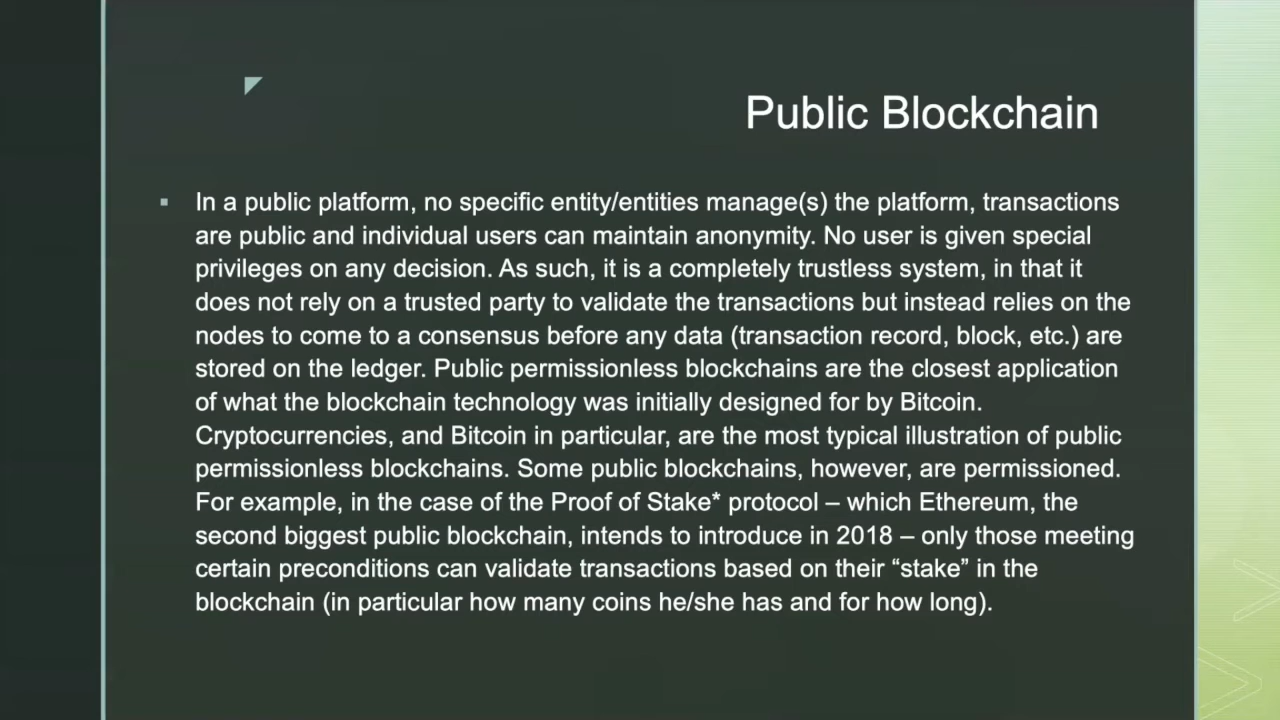 Public Blockchain
▪ In a public platform, no specific entity/entities manage(s) the platform, transactions
are public and individual users can maintain anonymity. No user is given special
privileges on any decision. As such, it is a completely trustless system, in that it
does not rely on a trusted party to validate the transactions but instead relies on the
nodes to come to a consensus before any data (transaction record, block, etc.) are
stored on the ledger. Public permissionless blockchains are the closest application
of what the blockchain technology was initially designed for by Bitcoin.
Cryptocurrencies, and Bitcoin in particular, are the most typical illustration of public
permissionless blockchains. Some public blockchains, however, are permissioned.
For example, in the case of the Proof of Stake* protocol – which Ethereum, the
second biggest public blockchain, intends to introduce in 2018 – only those meeting
certain preconditions can validate transactions based on their “stake” in the
blockchain (in particular how many coins he/she has and for how long).